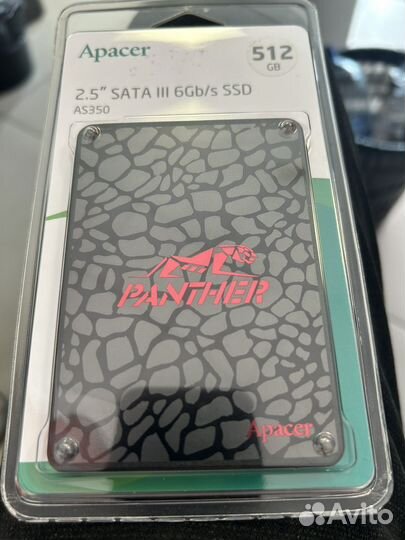 Apacer
512
GB
2.5” SATA III 6Gb/s SSD
AS350
PANTHER
Apacer
Avito